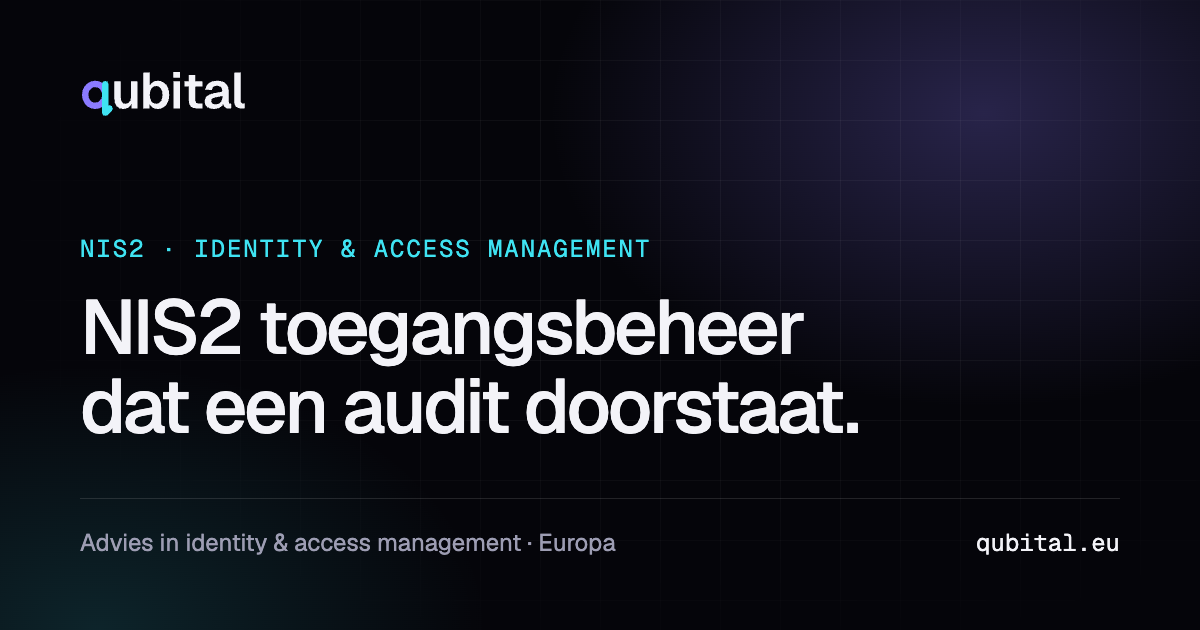 qubital
NIS2 · IDENTITY & ACCESS MANAGEMENT
NIS2 toegangsbeheer
dat een audit doorstaat.
Advies in identity & access management · Europa
qubital.eu